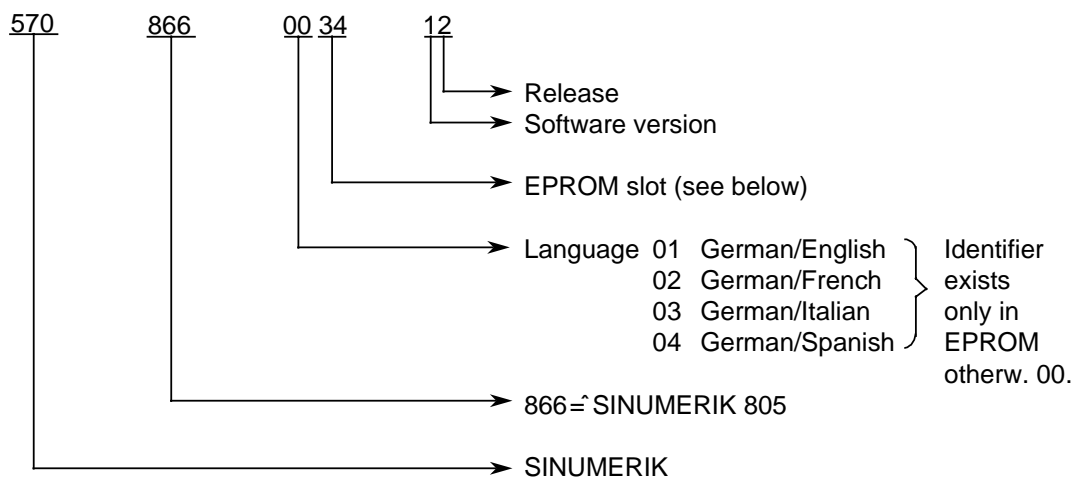 570 866 00 34 12
Release
Software version
EPROM slot (see below)
Language 01 German/English Identifier
02 German/French exists
03 German/Italian only in
04 German/Spanish EPROM
otherw. 00.
866=^ SINUMERIK 805
SINUMERIK